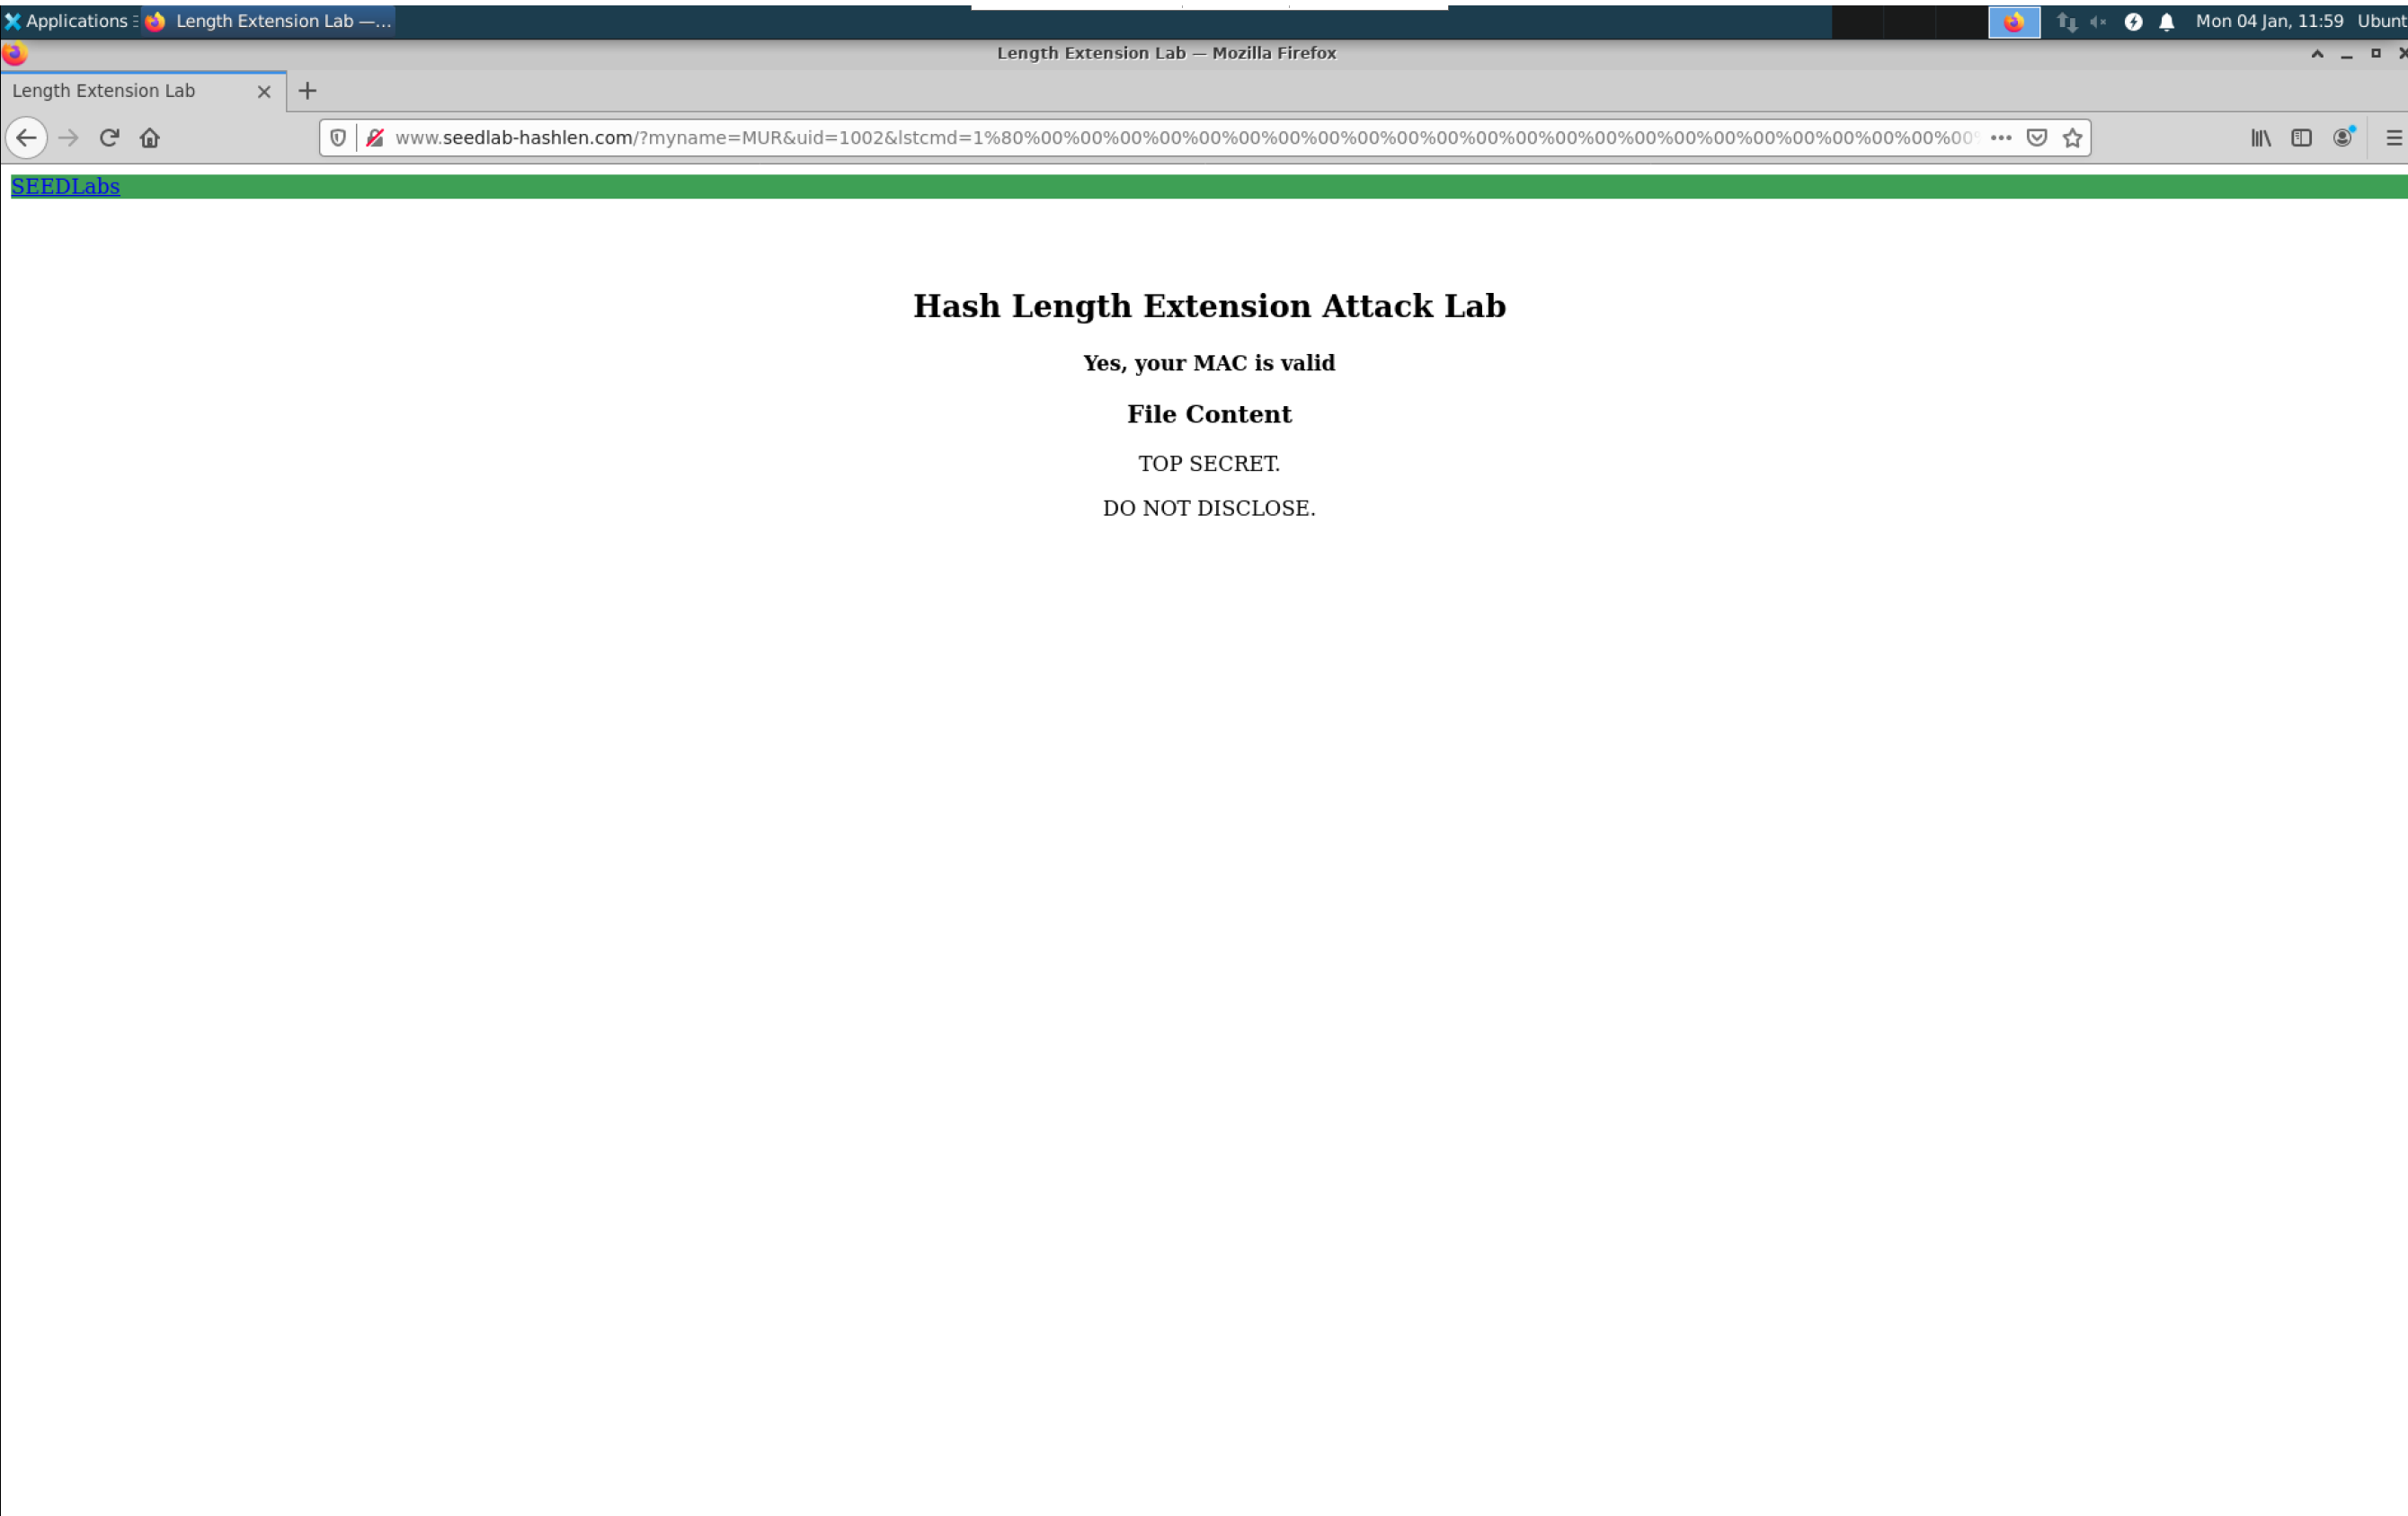 Applications
Length Extension Lab —...
Mon 04 Jan, 11:59 Ubunt
Length Extension Lab — Mozilla Firefox
Length Extension Lab
www.seedlab-hashlen.com/?myname=MUR&uid=1002&lstcmd=1%80%00%00%00%00%00%00%00%00%00%00%00%00%00%00%00%00%00%00%00%00%00%00%00%00%00
SEEDLabs
Hash Length Extension Attack Lab
Yes, your MAC is valid
File Content
TOP SECRET.
DO NOT DISCLOSE.